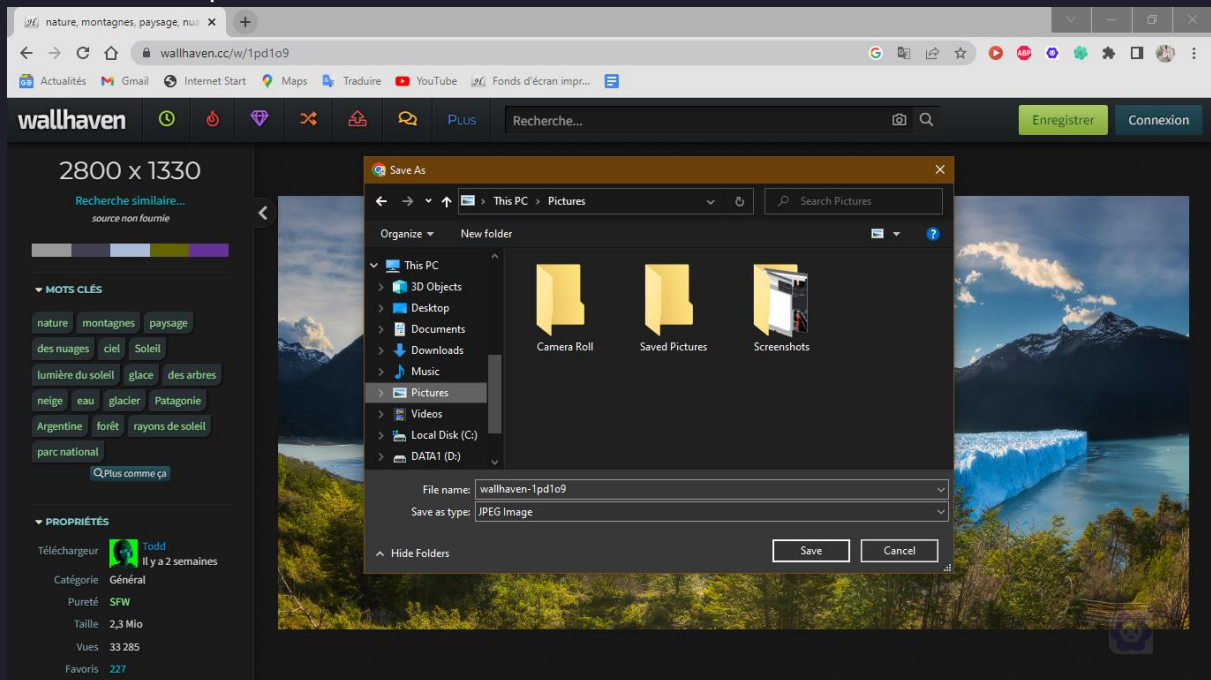 nature, montagnes, paysage, nua
wallhaven.cc/w/1pd1o9
Actualités Gmail Internet Start Maps Traduire YouTube Fonds d'écran impr...
wallhaven PLUS Recherche... Enregistrer Connexion
2800 x 1330
Recherche similaire...
source non fournie
MOTS CLÉS
nature montagnes paysage
des nuages ciel Soleil
lumière du soleil glace des arbres
neige eau glacier Patagonie
Argentine forêt rayons de soleil
parc national
Plus comme ça
PROPRIÉTÉS
Téléchargeur Todd
Il y a 2 semaines
Catégorie Général
Pureté SFW
Taille 2,3 Mio
Vues 33 285
Favoris 227
Save As
This PC > Pictures Search Pictures
Organize New folder
This PC
3D Objects
Desktop
Documents
Downloads
Music
Pictures
Videos
Local Disk (C:)
DATA1 (D:)
Camera Roll Saved Pictures Screenshots
File name: wallhaven-1pd1o9
Save as type: JPEG Image
Hide Folders Save Cancel